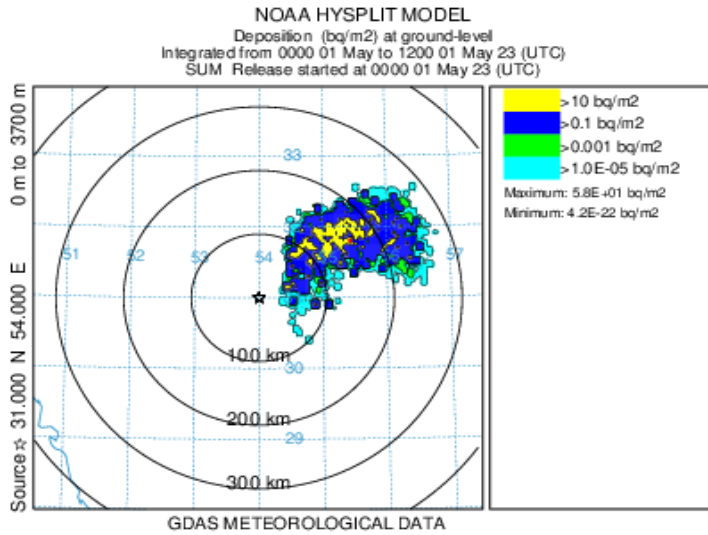 NOAA HYSPLIT MODEL
Deposition (bq/m2) at ground-level
Integrated from 0000 01 May to 1200 01 May 23 (UTC)
SUM Release started at 0000 01 May 23 (UTC)
Source ☆ 31.000 N 54.000 E 0 m to 3700 m
33
51 52 53 54 57
100 km
30
200 km
29
300 km
>10 bq/m2
>0.1 bq/m2
>0.001 bq/m2
>1.0E-05 bq/m2
Maximum: 5.8E+01 bq/m2
Minimum: 4.2E-22 bq/m2
GDAS METEOROLOGICAL DATA